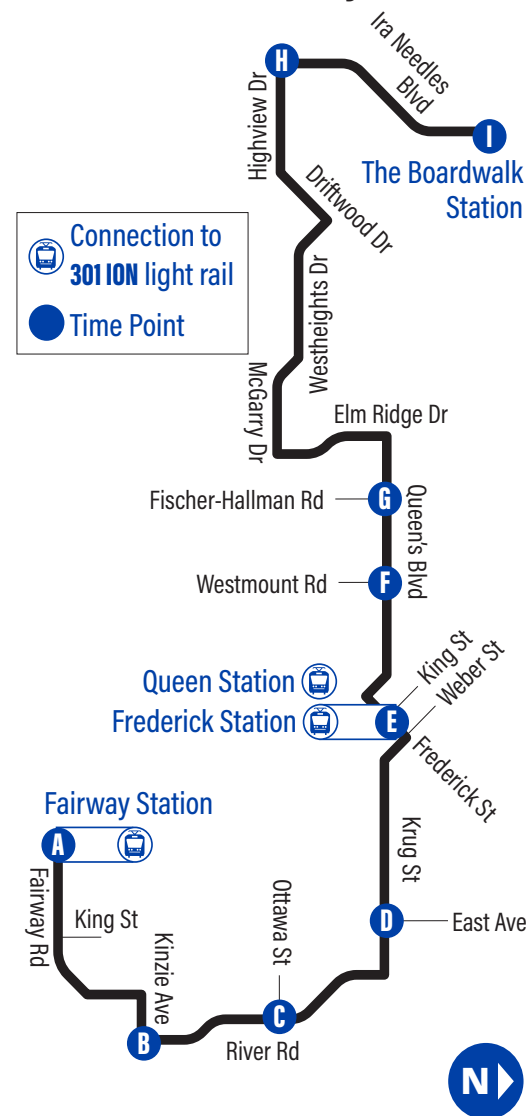 Ira Needles
Blvd
H
Highview Dr
I
The Boardwalk
Station
Driftwood Dr
Connection to
301 ION light rail
Time Point
Westheights Dr
McGarry Dr
Elm Ridge Dr
Fischer-Hallman Rd
G
Queen's Blvd
Westmount Rd
F
King St
Weber St
Queen Station
Frederick Station
E
Frederick St
Fairway Station
A
Krug St
Fairway Rd
King St
Ottawa St
D
East Ave
Kinzie Ave
C
B
River Rd
N